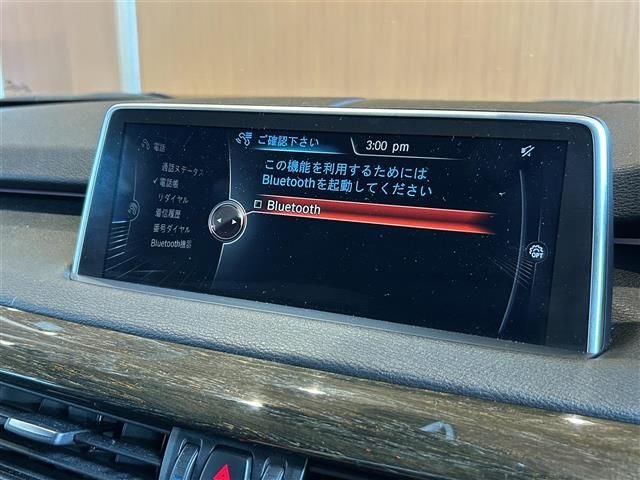 電話
ご確認下さい
3:00 pm
通話ステータス
✓電話帳
リダイヤル
着信履歴
番号ダイヤル
Bluetooth機器
この機能を利用するためには
Bluetoothを起動してください
☐ Bluetooth
OPT